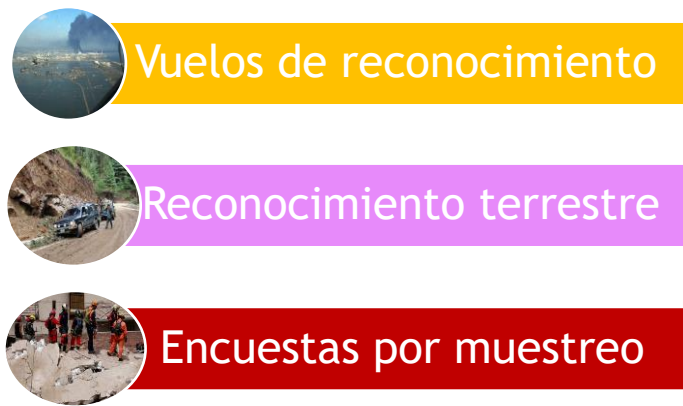 Vuelos de reconocimiento
Reconocimiento terrestre
Encuestas por muestreo